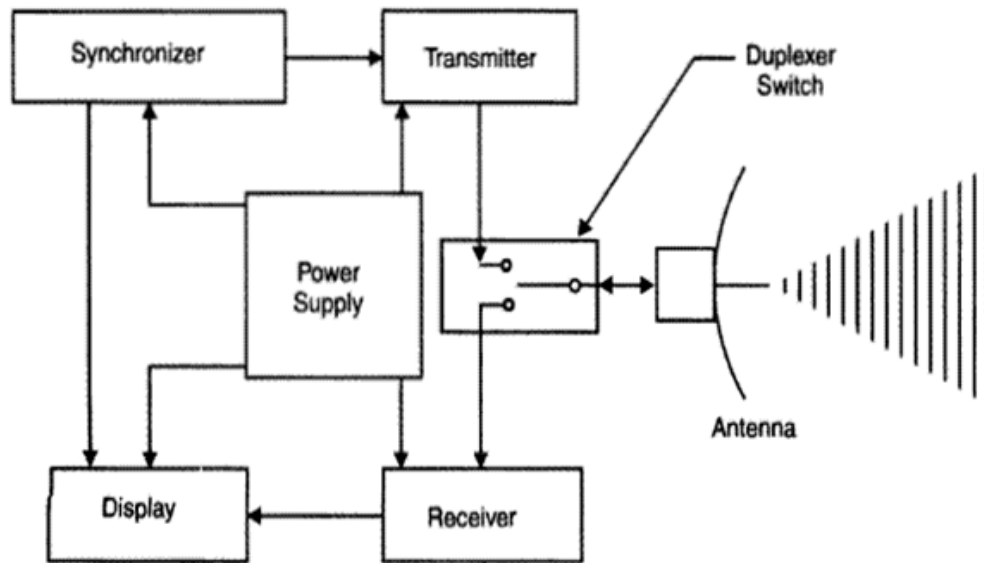 Synchronizer
Transmitter
Duplexer
Switch
Power
Supply
Antenna
Display
Receiver